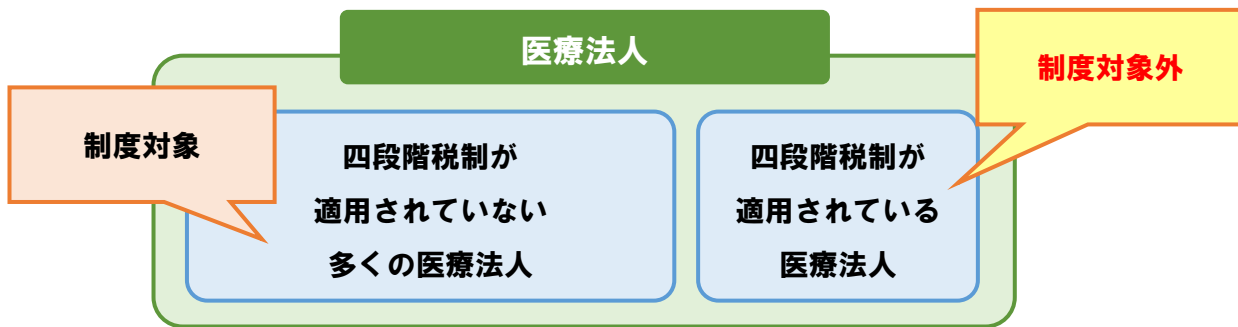 医療法人
制度対象外
制度対象
四段階税制が
適用されていない
多くの医療法人
四段階税制が
適用されている
医療法人